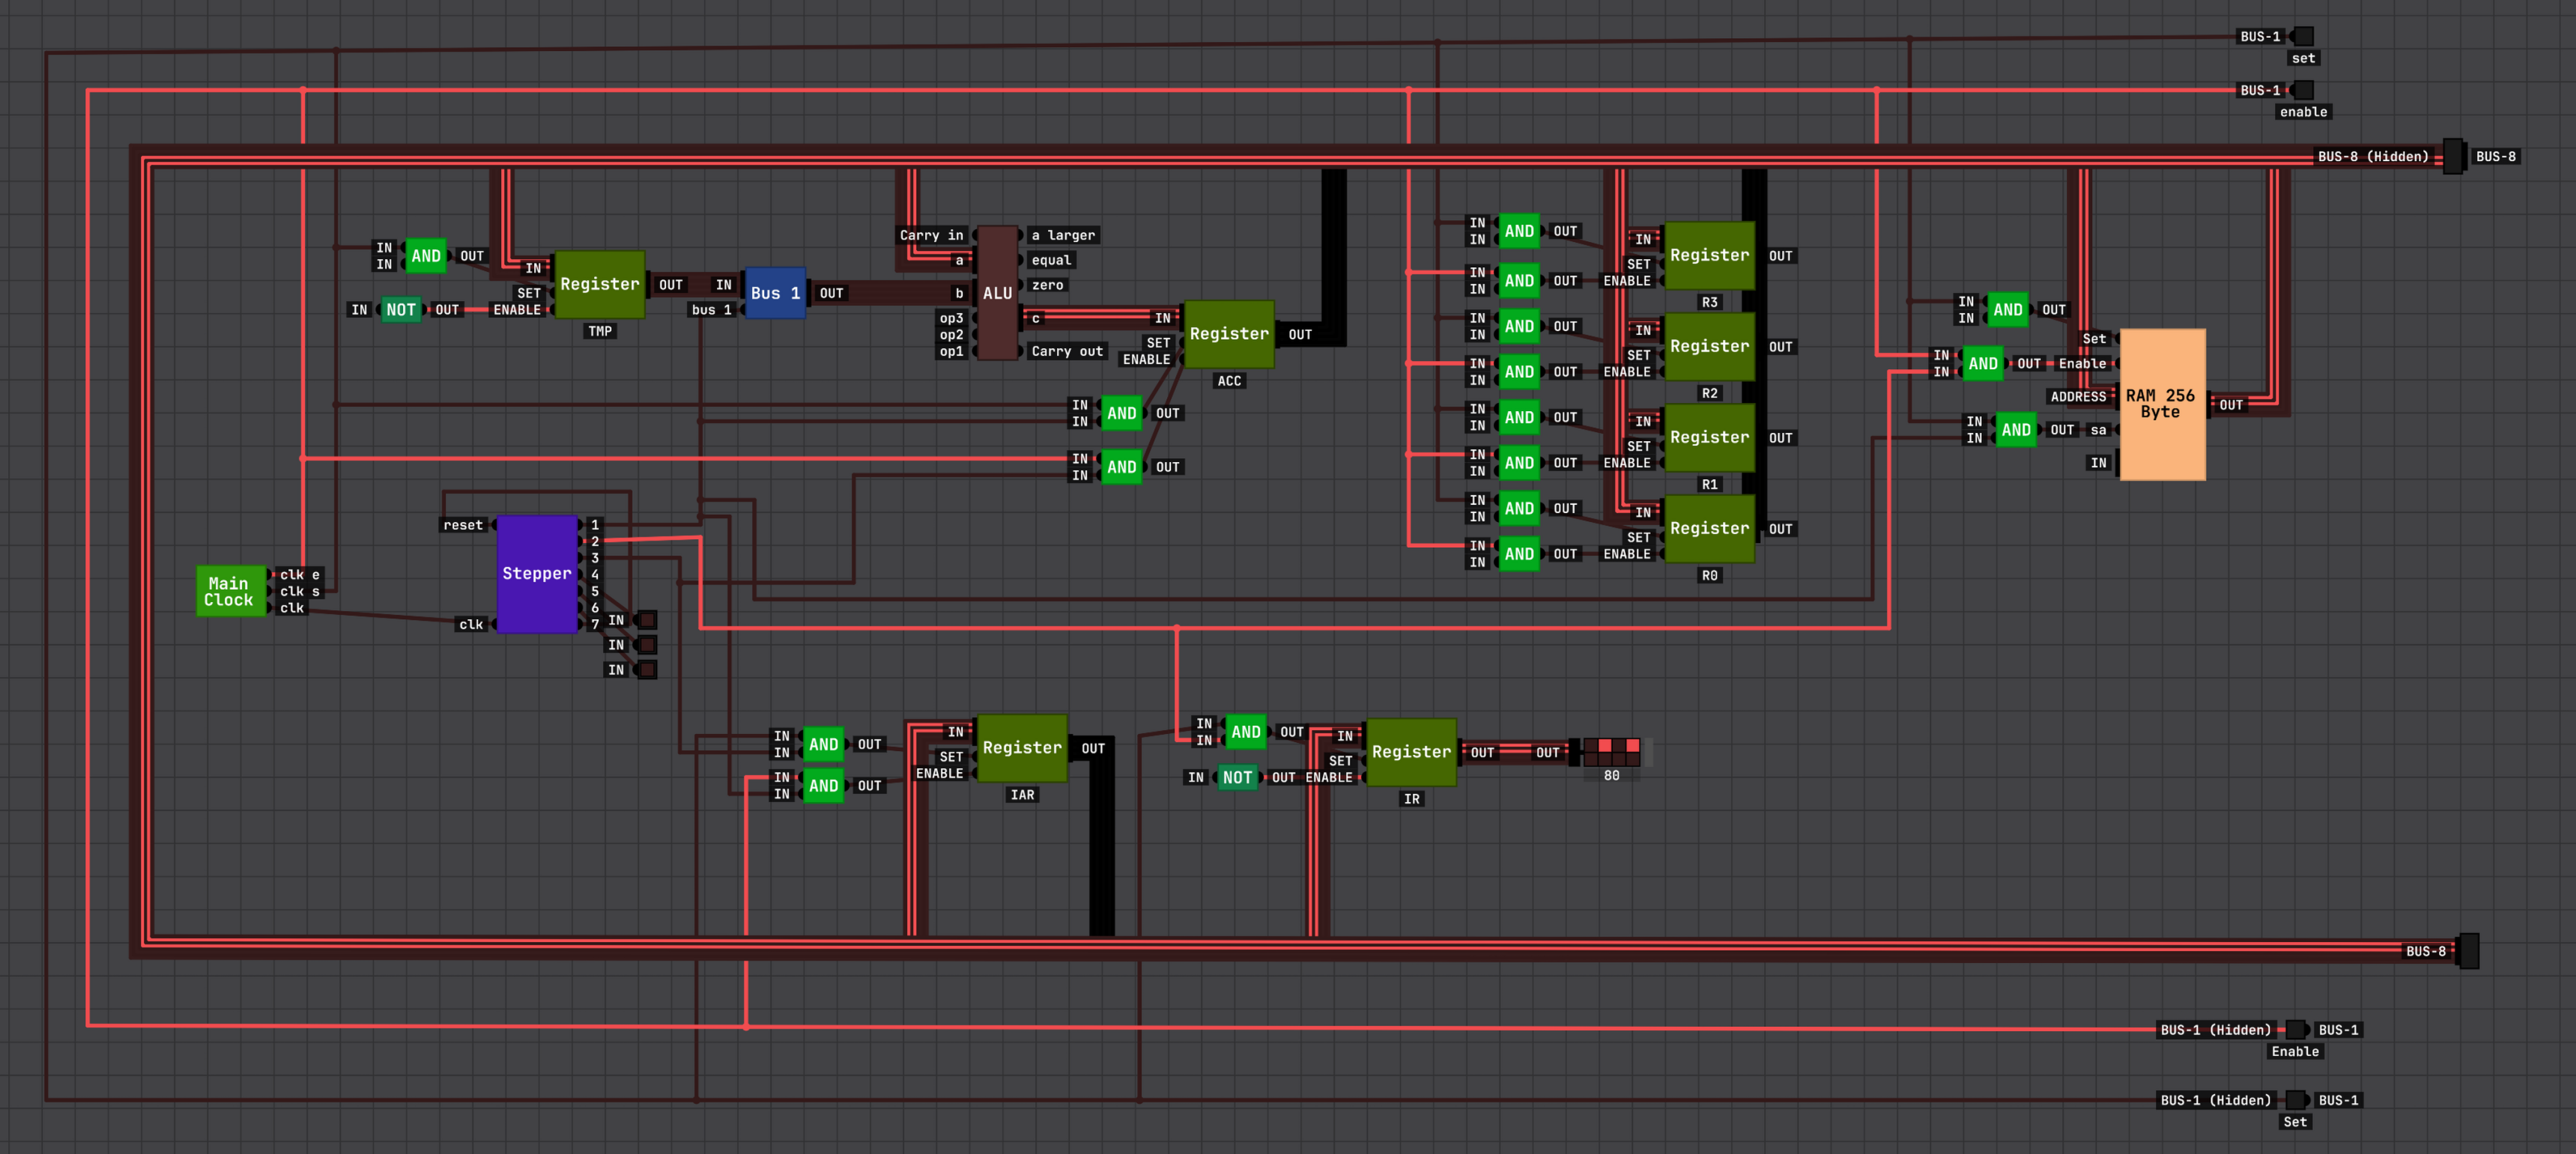 BUS-1
set
BUS-1
enable
BUS-8 (Hidden)
BUS-8
IN
IN
AND
OUT
IN
NOT
OUT
IN
SET
ENABLE
Register
OUT
TMP
IN
bus 1
Bus 1
OUT
Carry in
a
b
op3
op2
op1
ALU
a larger
equal
zero
c
Carry out
IN
SET
ENABLE
Register
OUT
ACC
IN
IN
AND
OUT
IN
IN
AND
OUT
IN
IN
AND
OUT
IN
IN
AND
OUT
IN
SET
ENABLE
Register
OUT
R3
IN
IN
AND
OUT
IN
IN
AND
OUT
IN
SET
ENABLE
Register
OUT
R2
IN
IN
AND
OUT
IN
IN
AND
OUT
IN
SET
ENABLE
Register
OUT
R1
IN
IN
AND
OUT
IN
IN
AND
OUT
IN
SET
ENABLE
Register
OUT
R0
IN
IN
AND
OUT
IN
IN
AND
OUT
IN
IN
AND
OUT
Set
Enable
ADDRESS
sa
IN
RAM 256
Byte
OUT
Main
Clock
clk e
clk s
clk
reset
clk
Stepper
1
2
3
4
5
6
7
IN
IN
IN
IN
IN
AND
OUT
IN
IN
AND
OUT
IN
SET
ENABLE
Register
OUT
IAR
IN
IN
AND
OUT
IN
NOT
OUT
IN
SET
ENABLE
Register
OUT
IR
OUT
80
BUS-8
BUS-1 (Hidden)
BUS-1
Enable
BUS-1 (Hidden)
BUS-1
Set